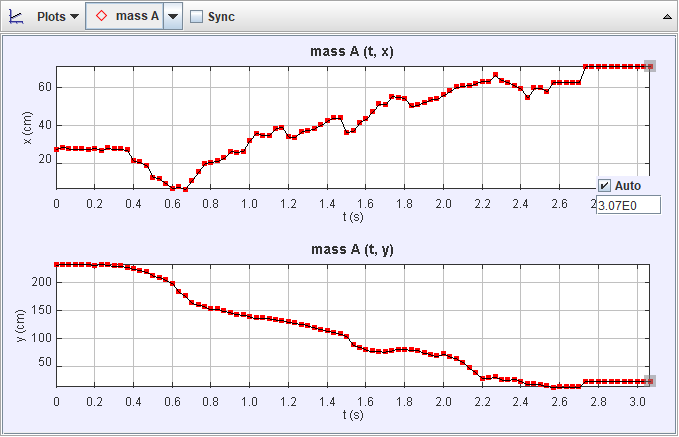 Plots mass A Sync
mass A (t, x)
60
40
20
x (cm)
0 0.2 0.4 0.6 0.8 1.0 1.2 1.4 1.6 1.8 2.0 2.2 2.4 2.6
t (s)
Auto
3.07E0
mass A (t, y)
200
150
100
50
y (cm)
0 0.2 0.4 0.6 0.8 1.0 1.2 1.4 1.6 1.8 2.0 2.2 2.4 2.6 2.8 3.0
t (s)